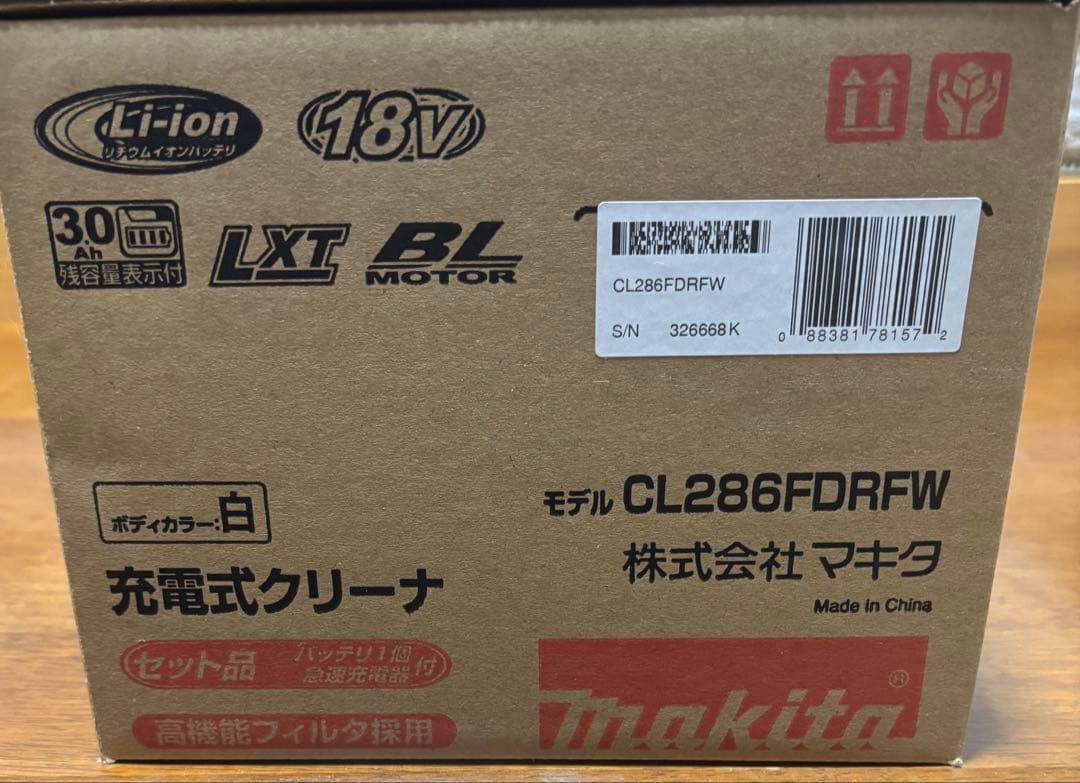 Li-ion
リチウムイオンバッテリ
18V
3.0
Ah
残容量表示付
LXT
BL
MOTOR
CL286FDRFW
S/N 326668 K
0 88381 78157 2
ボディカラー:白
モデル CL286FDRFW
株式会社 マキタ
Made in China
充電式クリーナ
セット品 バッテリ1個
急速充電器 付
高機能フィルタ採用
makita®